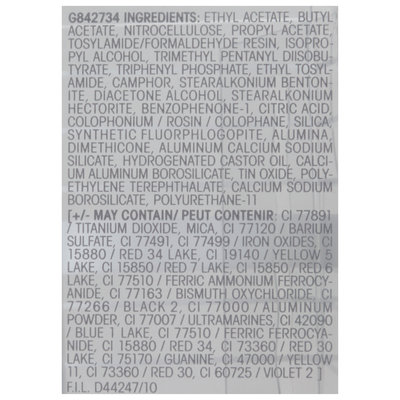 G842734 INGREDIENTS: ETHYL ACETATE, BUTYL
ACETATE, NITROCELLULOSE, PROPYL ACETATE,
TOSYLAMIDE/FORMALDEHYDE RESIN, ISOPRO-
PYL ALCOHOL, TRIMETHYL PENTANYL DIISOBU-
TYRATE, TRIPHENYL PHOSPHATE, ETHYL TOSYL-
AMIDE, CAMPHOR, STEARALKONIUM BENTON-
ITE, DIACETONE ALCOHOL, STEARALKONIUM
HECTORITE, BENZOPHENONE-1, CITRIC ACID
COLOPHONIUM / ROSIN / COLOPHANE, SILICA
SYNTHETIC FLUORPHLOGOPITE, ALUMINA
DIMETHICONE, ALUMINUM CALCIUM SODIUM
SILICATE, HYDROGENATED CASTOR OIL, CALCI-
UM ALUMINUM BOROSILICATE, TIN OXIDE, POLY-
ETHYLENE TEREPHTHALATE, CALCIUM SODIUM
BOROSILICATE, POLYURETHANE-11
[+/- MAY CONTAIN/ PEUT CONTENIR: CI 77891
/ TITANIUM DIOXIDE, MICA, CI 77120 / BARIUM
SULFATE, CI 77491, CI 77499 / IRON OXIDES, CI
15880 / RED 34 LAKE, CI 19140 / YELLOW 5
LAKE, CI 15850/ RED 7 LAKE, CI 15850 / RED 6
LAKE, CI 77510 / FERRIC AMMONIUM FERROCY-
ANIDE, CI 77163 / BISMUTH OXYCHLORIDE, CI
77266 / BLACK 2, CI 77000 / ALUMINUM
POWDER, CI 77007 / ULTRAMARINES, CI 42090
/ BLUE 1 LAKE, CI 77510 / FERRIC FERROCYA-
NIDE, CI 15880 / RED 34, CI 73360 / RED 30
LAKE, CI 75170 / GUANINE, CI 47000 / YELLOW
11, CI 73360 / RED 30, CI 60725 / VIOLET 2 ]
F.I.L. D44247/10